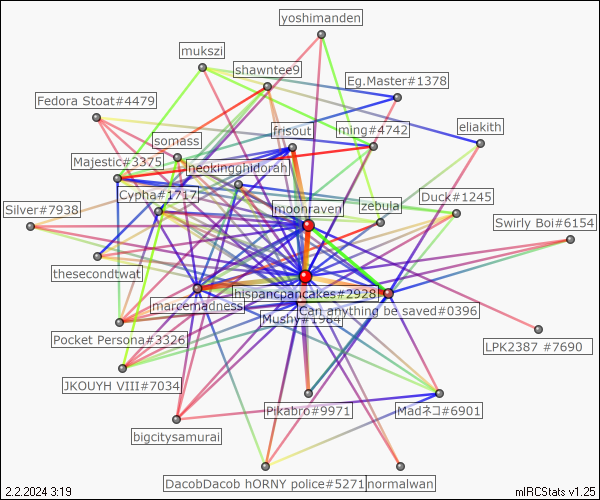 yoshimanden
mukszi
shawntee9
Eg.Master#1378
Fedora Stoat#4479
frisout
ming#4742
eliakith
somass
Majestic#3375
neokingghidorah
Cypha#1717
Duck#1245
Silver#7938
moonraven
zebula
Swirly Boi#6154
thesecondtwat
hispancpancakes#2928
marcemadness
Can anything be saved#0396
Mushy#1984
Pocket Persona#3326
LPK2387 #7690
JKOUYH VIII#7034
Pikabro#9971
Madネコ#6901
bigcitysamurai
DacobDacob hORNY police#5271
normalwan
2.2.2024 3:19
mIRCStats v1.25